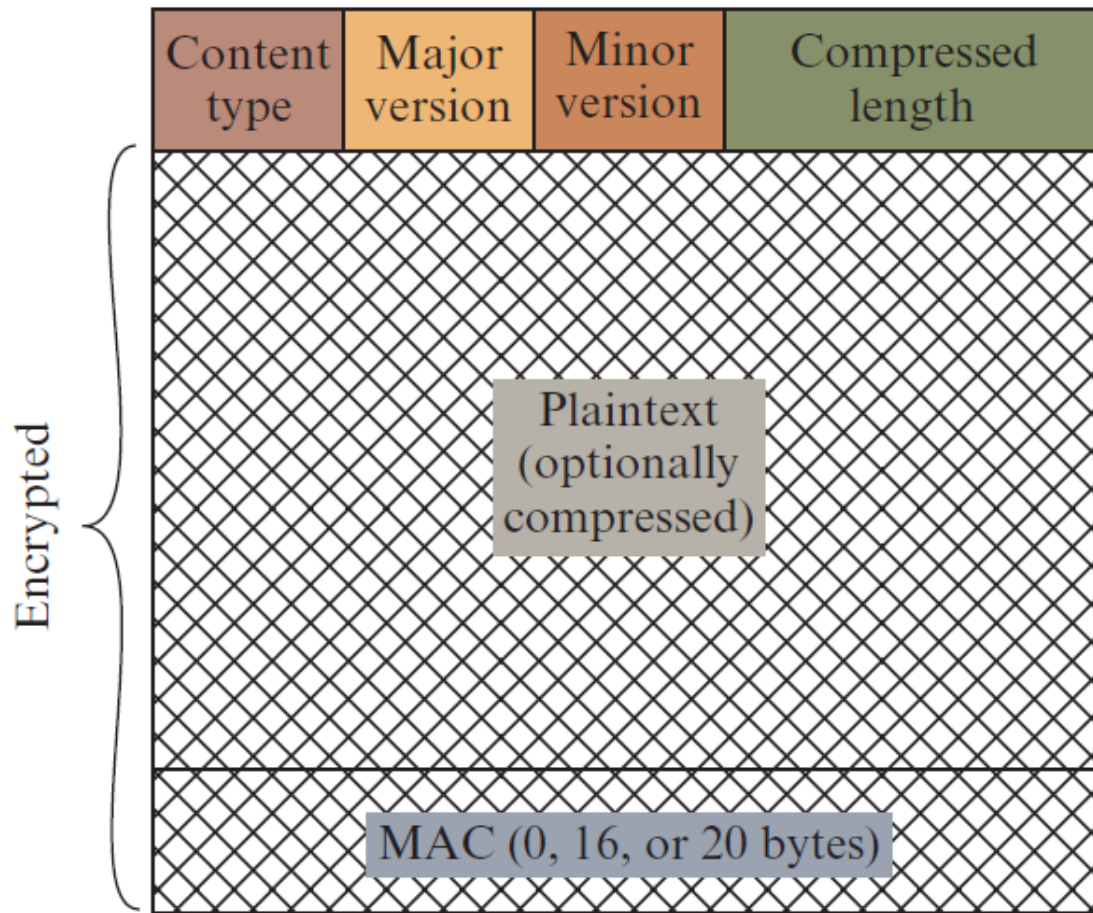 Content
type
Major
version
Minor
version
Compressed
length
Encrypted
Plaintext
(optionally
compressed)
MAC (0, 16, or 20 bytes)